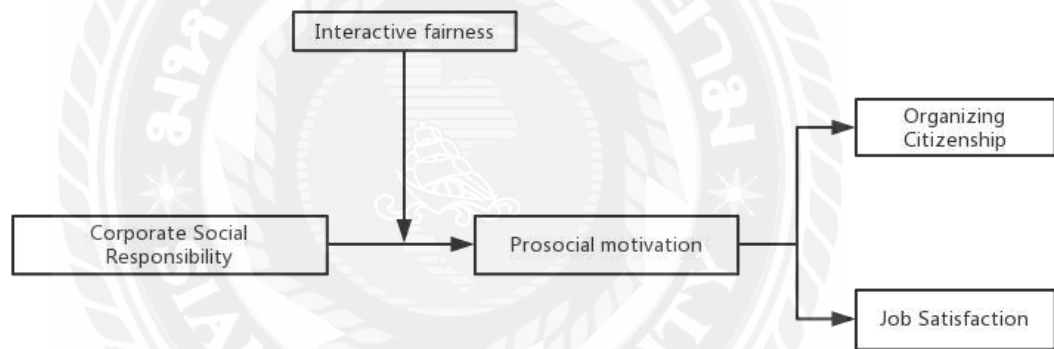 Interactive fairness
Organizing
Citizenship
Corporate Social
Responsibility
Prosocial motivation
Job Satisfaction